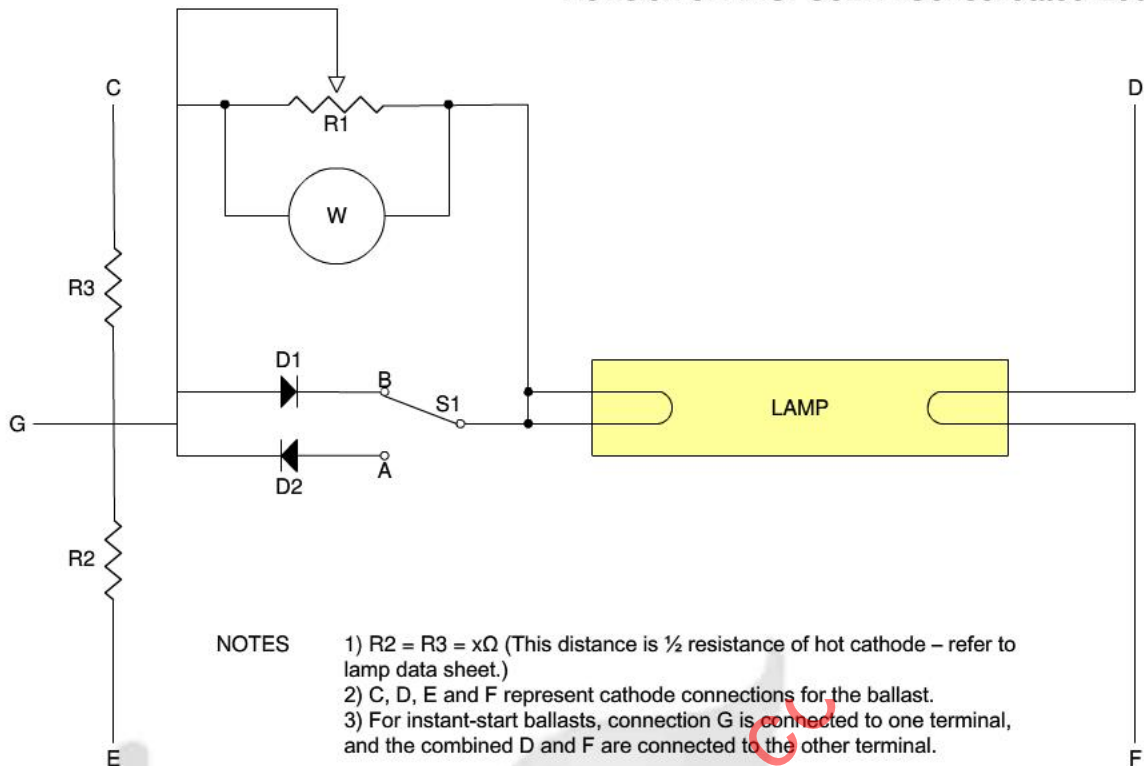 C
D
R1
W
R3
D1
B
S1
LAMP
G
A
D2
R2
NOTES 1) R2 = R3 = xΩ (This distance is ½ resistance of hot cathode – refer to
lamp data sheet.)
2) C, D, E and F represent cathode connections for the ballast.
3) For instant-start ballasts, connection G is connected to one terminal,
and the combined D and F are connected to the other terminal.
E
F